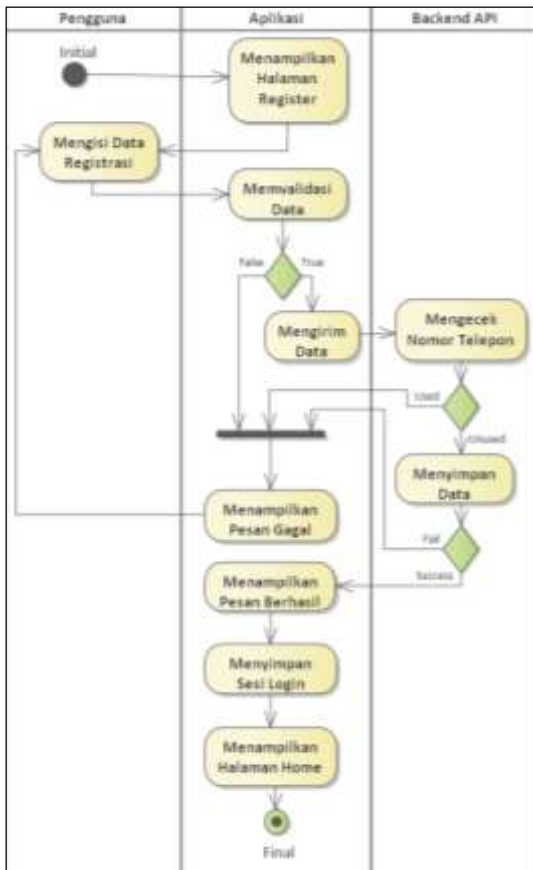 Pengguna
Aplikasi
Backend API
Initial
Menampilkan
Halaman
Register
Mengisi Data
Registrasi
Memvalidasi
Data
False
True
Mengirim
Data
Mengecek
Nomor Telepon
Used
Unused
Menyimpan
Data
Menampilkan
Pesan Gagal
Fail
Success
Menampilkan
Pesan Berhasil
Menyimpan
Sesi Login
Menampilkan
Halaman Home
Final